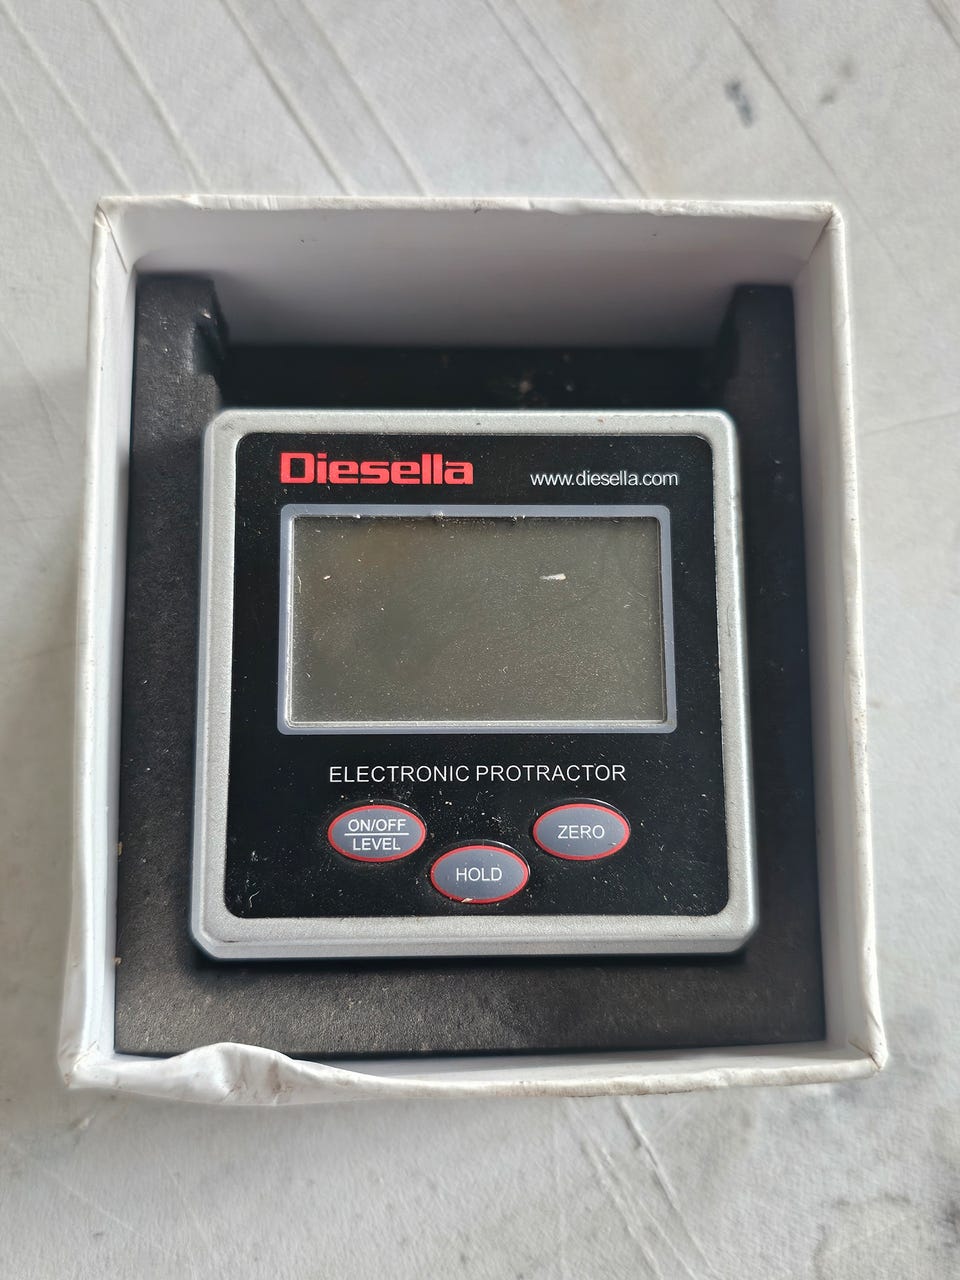 Diesella
www.diesella.com
ELECTRONIC PROTRACTOR
ON/OFF
LEVEL
ZERO
HOLD